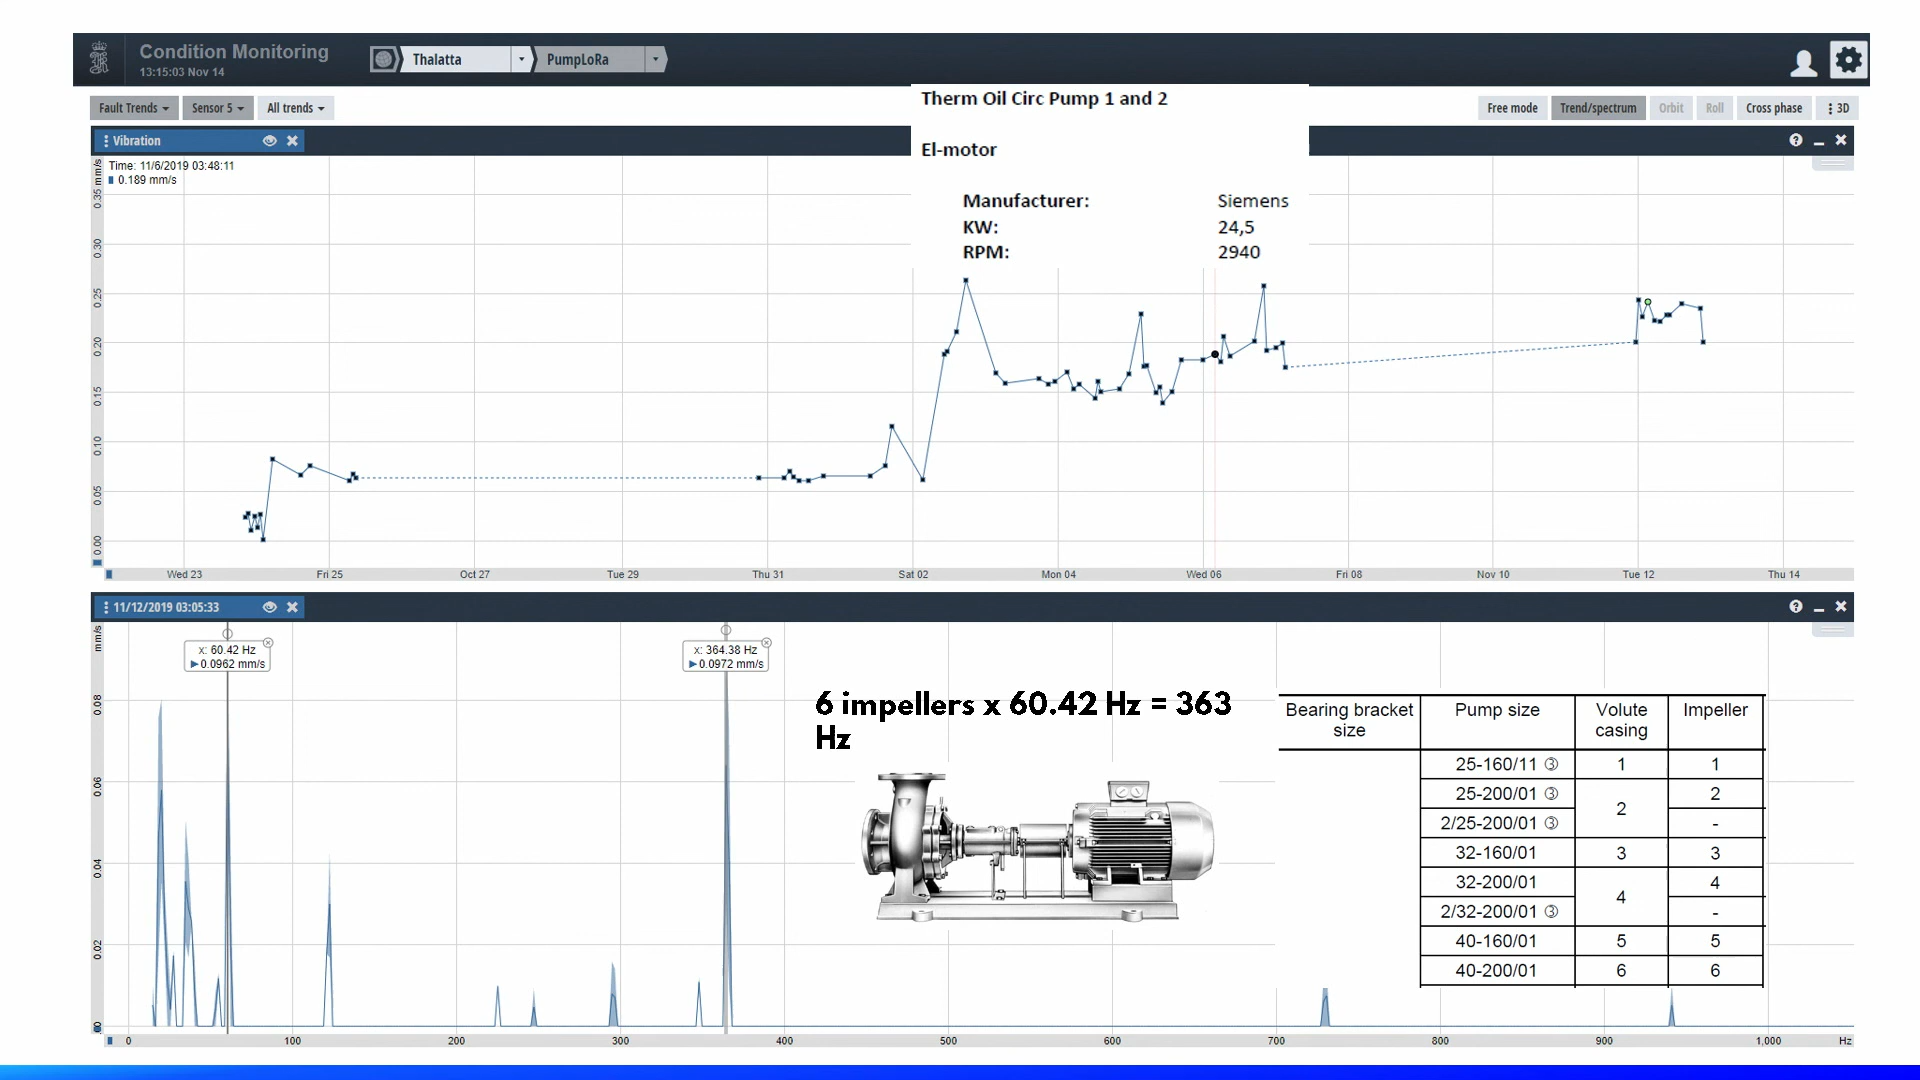 Condition Monitoring
13:15:03 Nov 14
Thalatta
PumpLoRa
Fault Trends
Sensor 5
All trends
Free mode
Trend/spectrum
Orbit
Roll
Cross phase
3D
Therm Oil Circ Pump 1 and 2
El-motor
Manufacturer: Siemens
KW: 24,5
RPM: 2940
Vibration
Time: 11/6/2019 03:48:11
0.189 mm/s
mm/s
0.35
0.30
0.25
0.20
0.15
0.10
0.05
0.00
Wed 23 Fri 25 Oct 27 Tue 29 Thu 31 Sat 02 Mon 04 Wed 06 Fri 08 Nov 10 Tue 12 Thu 14
11/12/2019 03:05:33
mm/s
x: 60.42 Hz
0.0962 mm/s
x: 364.38 Hz
0.0972 mm/s
0.08
0.06
0.04
0.02
6 impellers x 60.42 Hz = 363
Hz
Bearing bracket size Pump size Volute casing Impeller
25-160/11 ③ 1 1
25-200/01 ③ 2 2
2/25-200/01 ③ -
32-160/01 3 3
32-200/01 4 4
2/32-200/01 ③ -
40-160/01 5 5
40-200/01 6 6
0 100 200 300 400 500 600 700 800 900 1,000 Hz